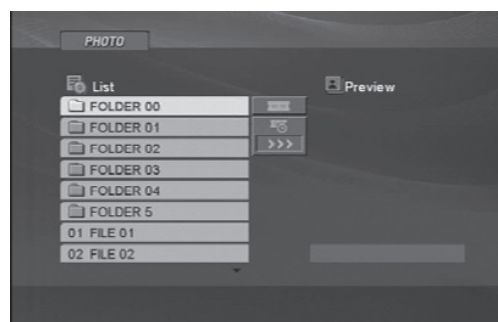 PHOTO
List
Preview
FOLDER 00
FOLDER 01
FOLDER 02
FOLDER 03
FOLDER 04
FOLDER 5
01 FILE 01
02 FILE 02
>>>